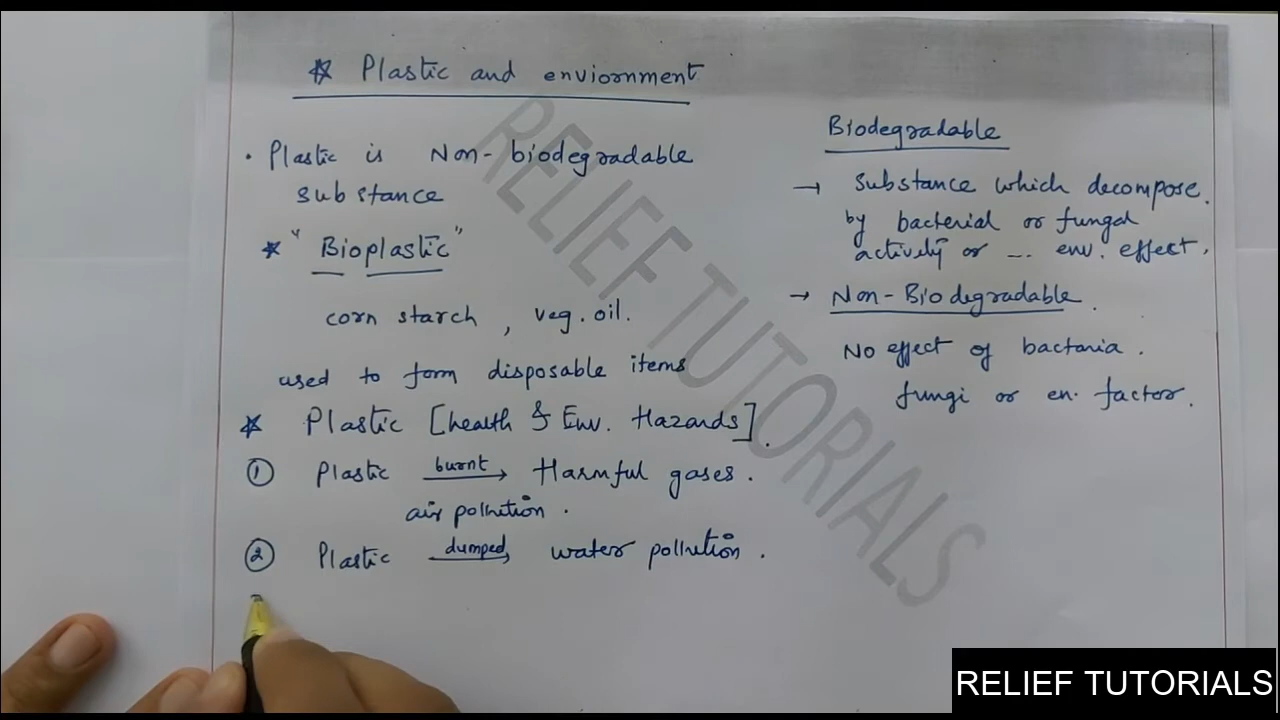 * Plastic and enviornment
. Plastic is Non-biodegradable
substance
* "Bioplastic"
corn starch, veg. oil.
used to form disposable items
* Plastic [health & Env. Hazards].
① Plastic burnt → Harmful gases.
air pollution.
② Plastic dumped → water pollution.
Biodegradable
→ substance which decompose.
by bacterial or fungal
activity or ... env. effect.
→ Non-Biodegradable.
No effect of bacteria.
fungi or en. factor.
RELIEF TUTORIALS
RELIEF TUTORIALS